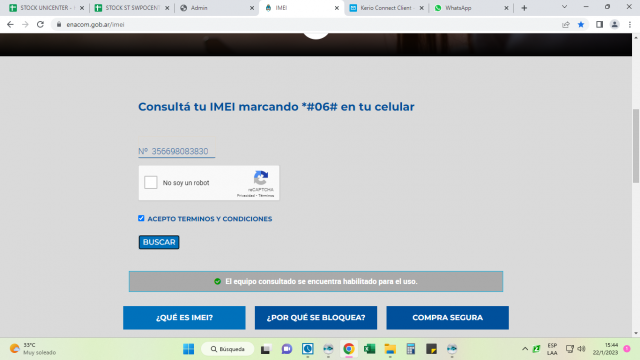 STOCK UNICENTER -
STOCK ST SWPOCENT
Admin
IMEI
Kerio Connect Client
WhatsApp
enacom.gob.ar/imei
Consultá tu IMEI marcando *#06# en tu celular
Nº 356698083830
No soy un robot
reCAPTCHA
Privacidad - Términos
ACEPTO TERMINOS Y CONDICIONES
BUSCAR
El equipo consultado se encuentra habilitado para el uso.
¿QUÉ ES IMEI?
¿POR QUÉ SE BLOQUEA?
COMPRA SEGURA
33°C
Muy soleado
Búsqueda
ESP
LAA
15:44
22/1/2023